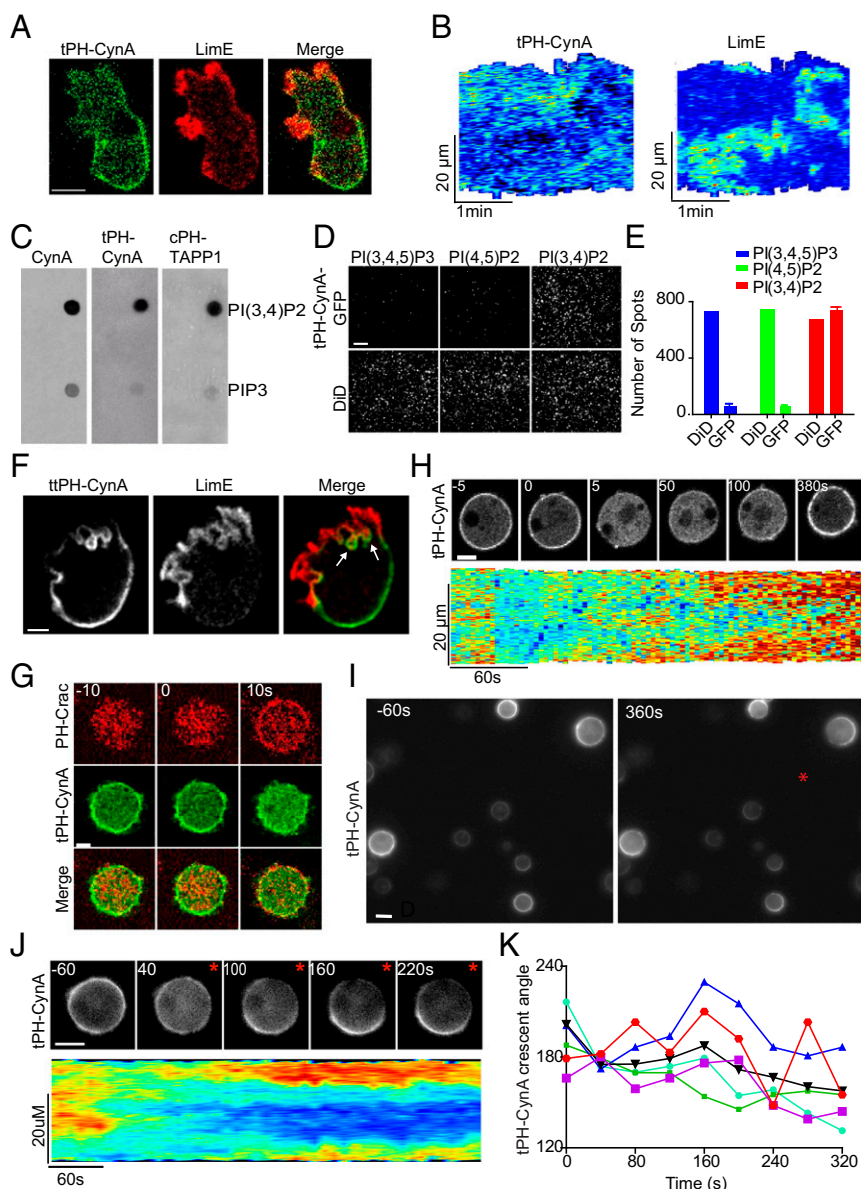 A
tPH-CynA
LimE
Merge
B
tPH-CynA
LimE
20 μm
1min
20 μm
1min
C
CynA
tPH-
CynA
cPH-
TAPP1
PI(3,4)P2
PIP3
D
PI(3,4,5)P3
PI(4,5)P2
PI(3,4)P2
tPH-CynA-
GFP
DiD
E
PI(3,4,5)P3
PI(4,5)P2
PI(3,4)P2
Number of Spots
800
400
0
DiD
GFP
DiD
GFP
DiD
GFP
F
ttPH-CynA
LimE
Merge
H
tPH-CynA
-5
0
5
50
100
380s
20 μm
60s
G
-10
0
10s
PH-Crac
tPH-CynA
Merge
I
tPH-CynA
-60s
360s
*
D
J
tPH-CynA
-60
40
*
100
*
160
*
220s
*
20uM
60s
K
tPH-CynA crescent angle
240
180
120
0
80
160
240
320
Time (s)